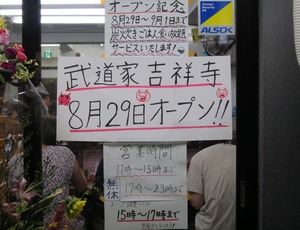 オープン記念
8月29日〜9月1日まで
炭火焼きごはん食べ放題
サービスいたします!
ALSOK
武道家 吉祥寺
8月29日オープン!!
営業時間
11時〜15時
無休
17時〜23時まで
15時〜17時まで